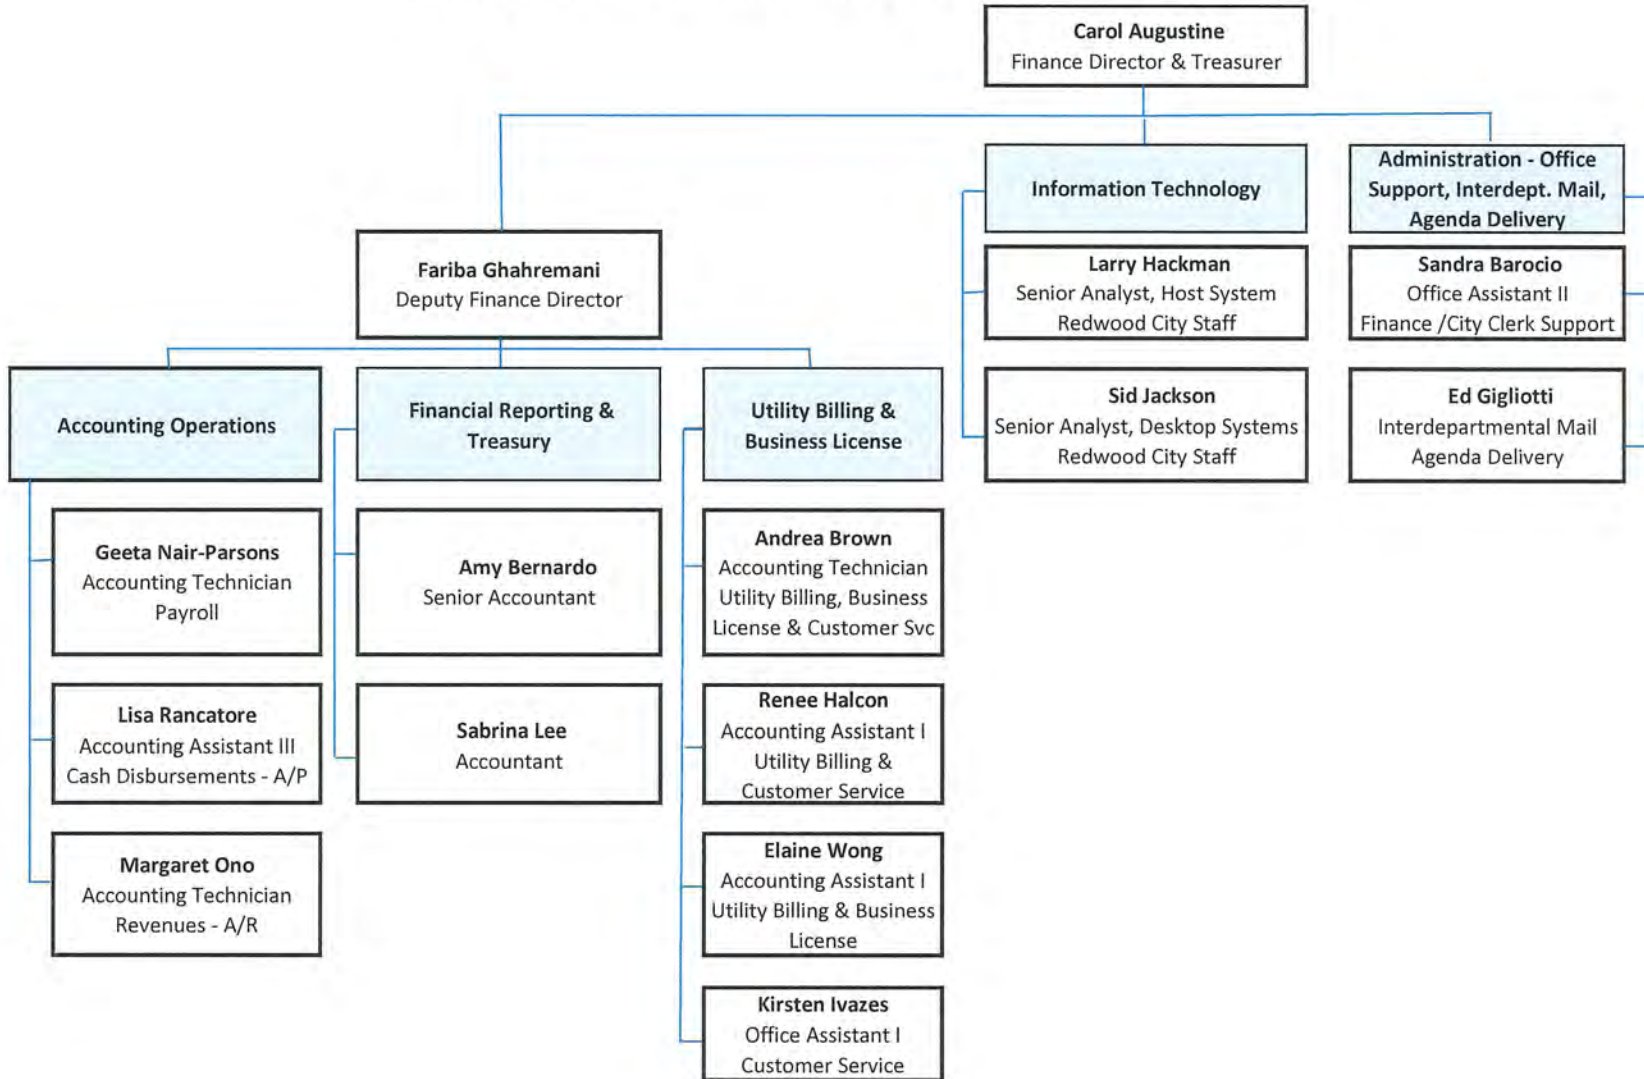 Carol Augustine
Finance Director & Treasurer
Information Technology
Administration - Office
Support, Interdept. Mail,
Agenda Delivery
Fariba Ghahremani
Deputy Finance Director
Larry Hackman
Senior Analyst, Host System
Redwood City Staff
Sandra Barocio
Office Assistant II
Finance /City Clerk Support
Sid Jackson
Senior Analyst, Desktop Systems
Redwood City Staff
Ed Gigliotti
Interdepartmental Mail
Agenda Delivery
Accounting Operations
Financial Reporting &
Treasury
Utility Billing &
Business License
Geeta Nair-Parsons
Accounting Technician
Payroll
Lisa Rancatore
Accounting Assistant III
Cash Disbursements - A/P
Margaret Ono
Accounting Technician
Revenues - A/R
Amy Bernardo
Senior Accountant
Sabrina Lee
Accountant
Andrea Brown
Accounting Technician
Utility Billing, Business
License & Customer Svc
Renee Halcon
Accounting Assistant I
Utility Billing &
Customer Service
Elaine Wong
Accounting Assistant I
Utility Billing & Business
License
Kirsten Ivazes
Office Assistant I
Customer Service